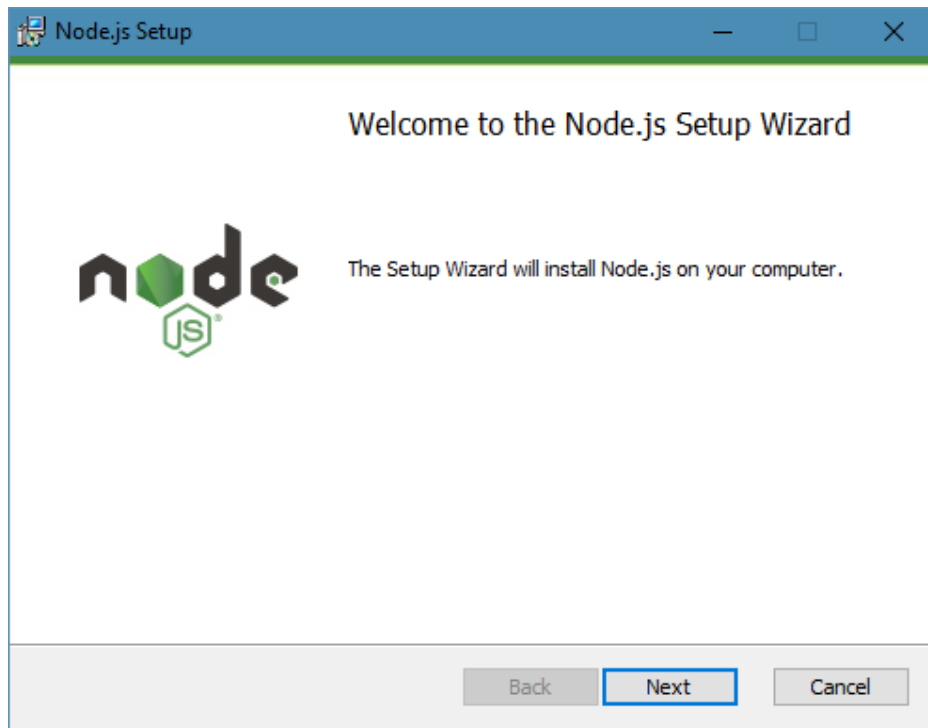 Node.js Setup
Welcome to the Node.js Setup Wizard
node
JS®
The Setup Wizard will install Node.js on your computer.
Back
Next
Cancel